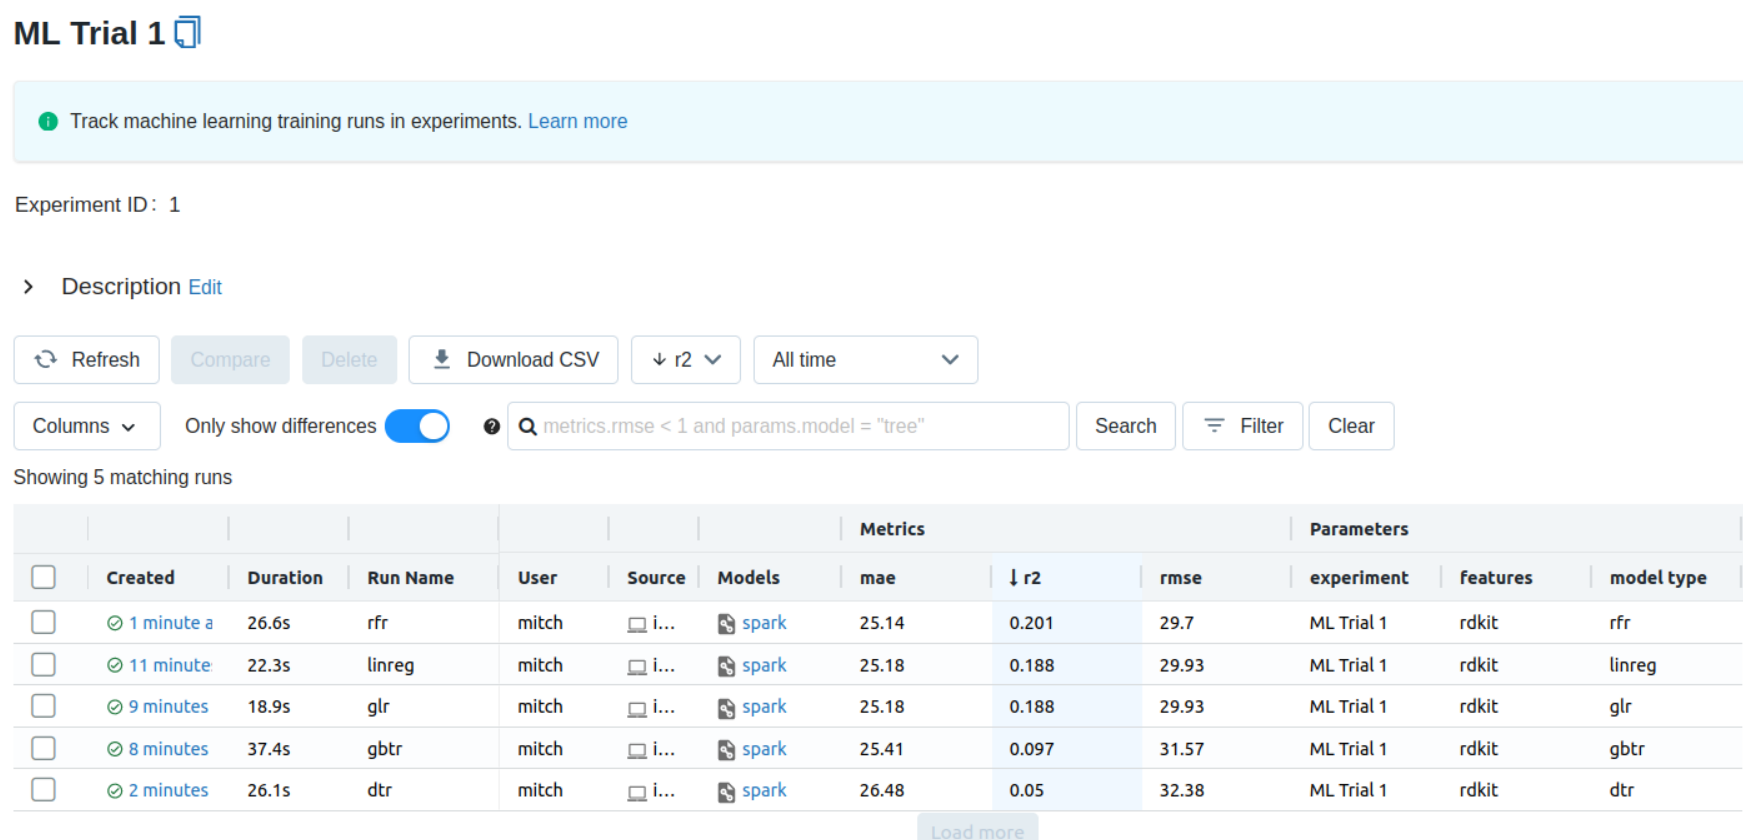 ML Trial 1
Track machine learning training runs in experiments. Learn more
Experiment ID: 1
Description Edit
Refresh Compare Delete Download CSV r2 All time
Columns Only show differences metrics.rmse < 1 and params.model = "tree" Search Filter Clear
Showing 5 matching runs
Metrics Parameters
Created Duration Run Name User Source Models mae ↓ r2 rmse experiment features model type
1 minute a 26.6s rfr mitch i... spark 25.14 0.201 29.7 ML Trial 1 rdkit rfr
11 minute 22.3s linreg mitch i... spark 25.18 0.188 29.93 ML Trial 1 rdkit linreg
9 minutes 18.9s glr mitch i... spark 25.18 0.188 29.93 ML Trial 1 rdkit glr
8 minutes 37.4s gbtr mitch i... spark 25.41 0.097 31.57 ML Trial 1 rdkit gbtr
2 minutes 26.1s dtr mitch i... spark 26.48 0.05 32.38 ML Trial 1 rdkit dtr
Load more